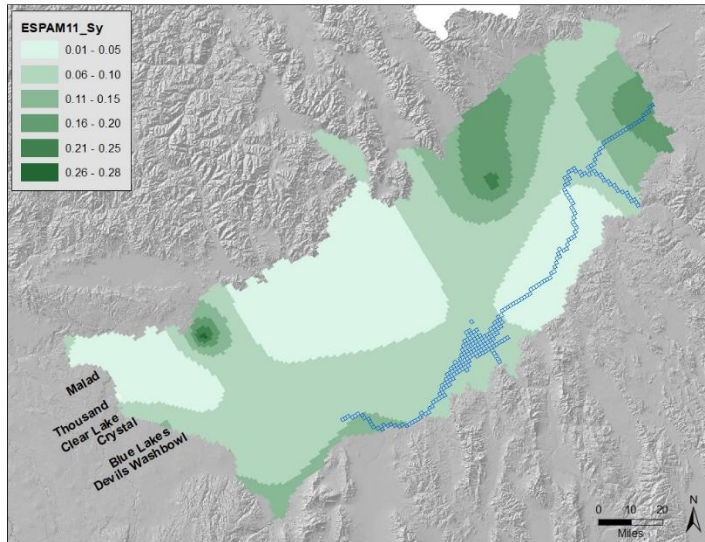 ESPAM11_Sy
0.01 - 0.05
0.06 - 0.10
0.11 - 0.15
0.16 - 0.20
0.21 - 0.25
0.26 - 0.28
Malad
Thousand
Clear Lake
Crystal
Blue Lakes
Devils Washbowl
N
0 10 20
Miles